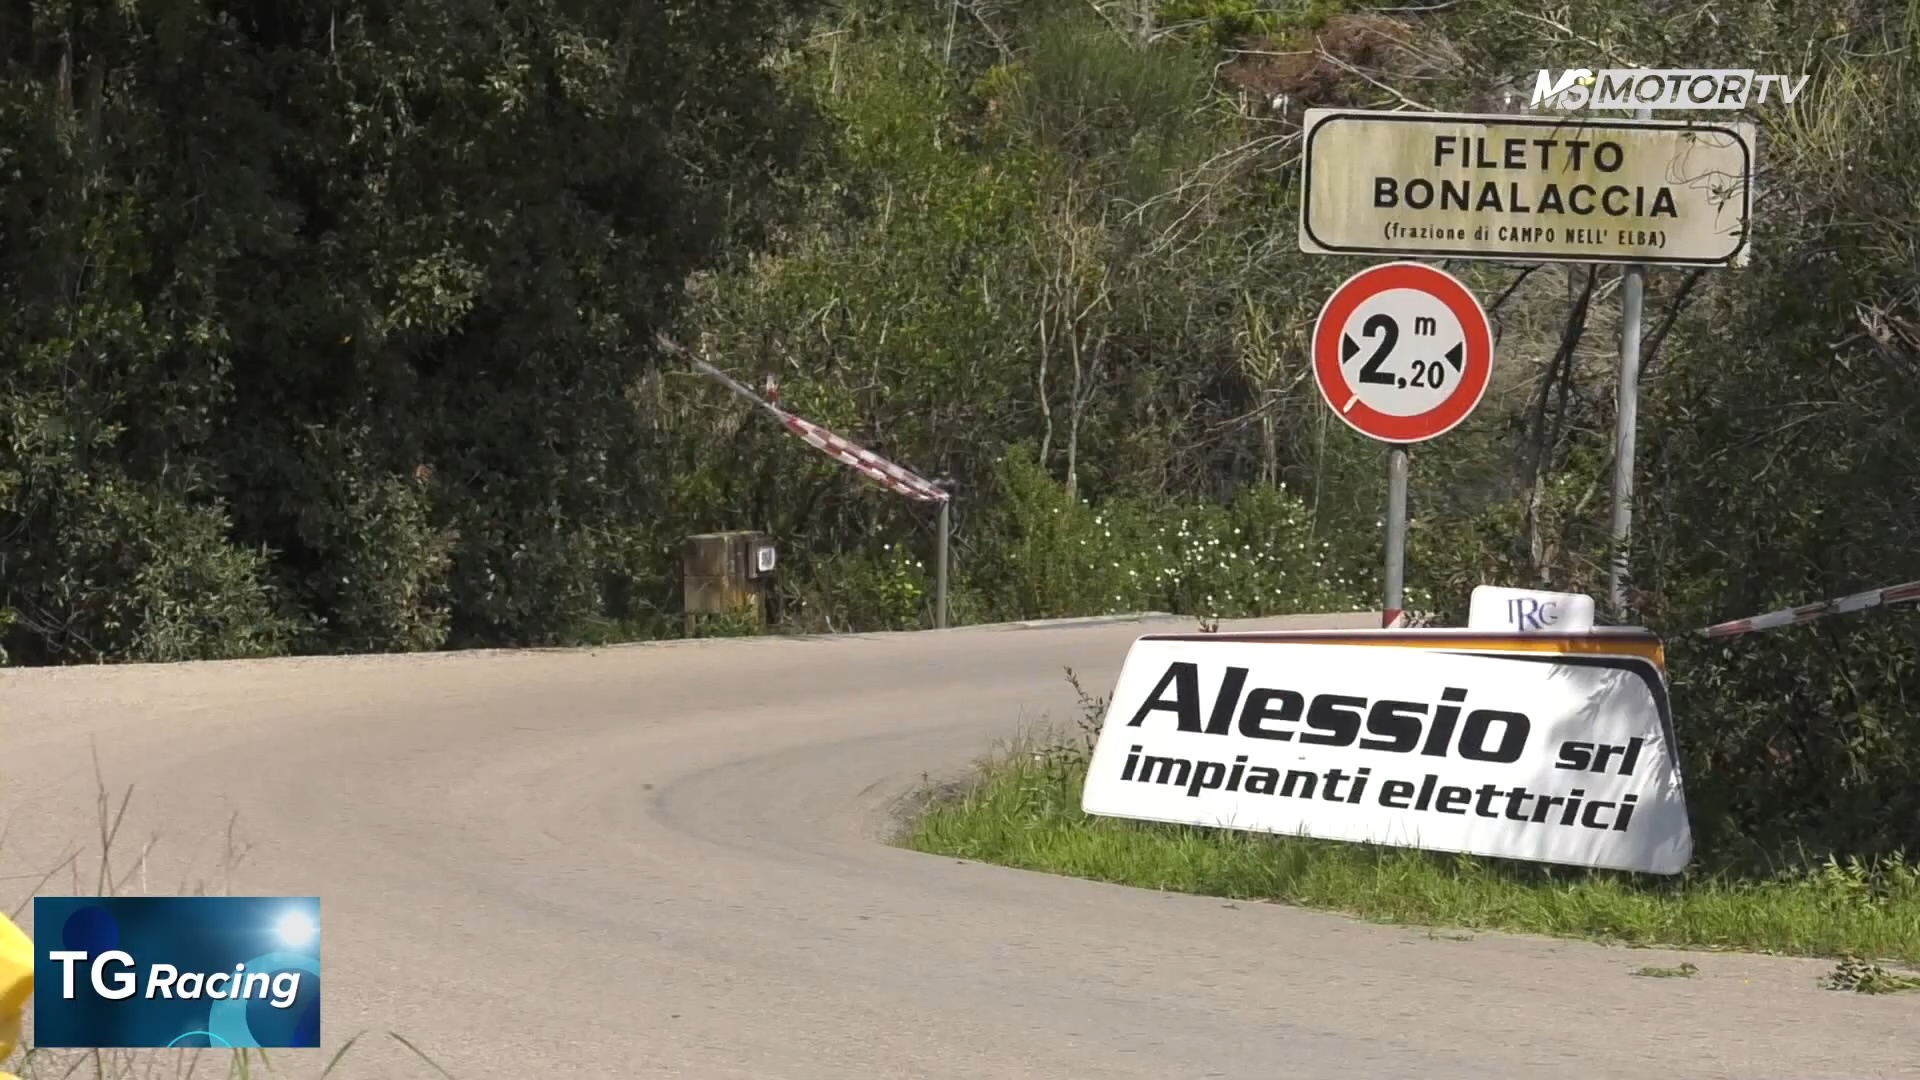 MS MOTOR TV
FILETTO
BONALACCIA
(frazione di CAMPO NELL' ELBA)
2,20 m
IRC
Alessio srl
impianti elettrici
TG Racing